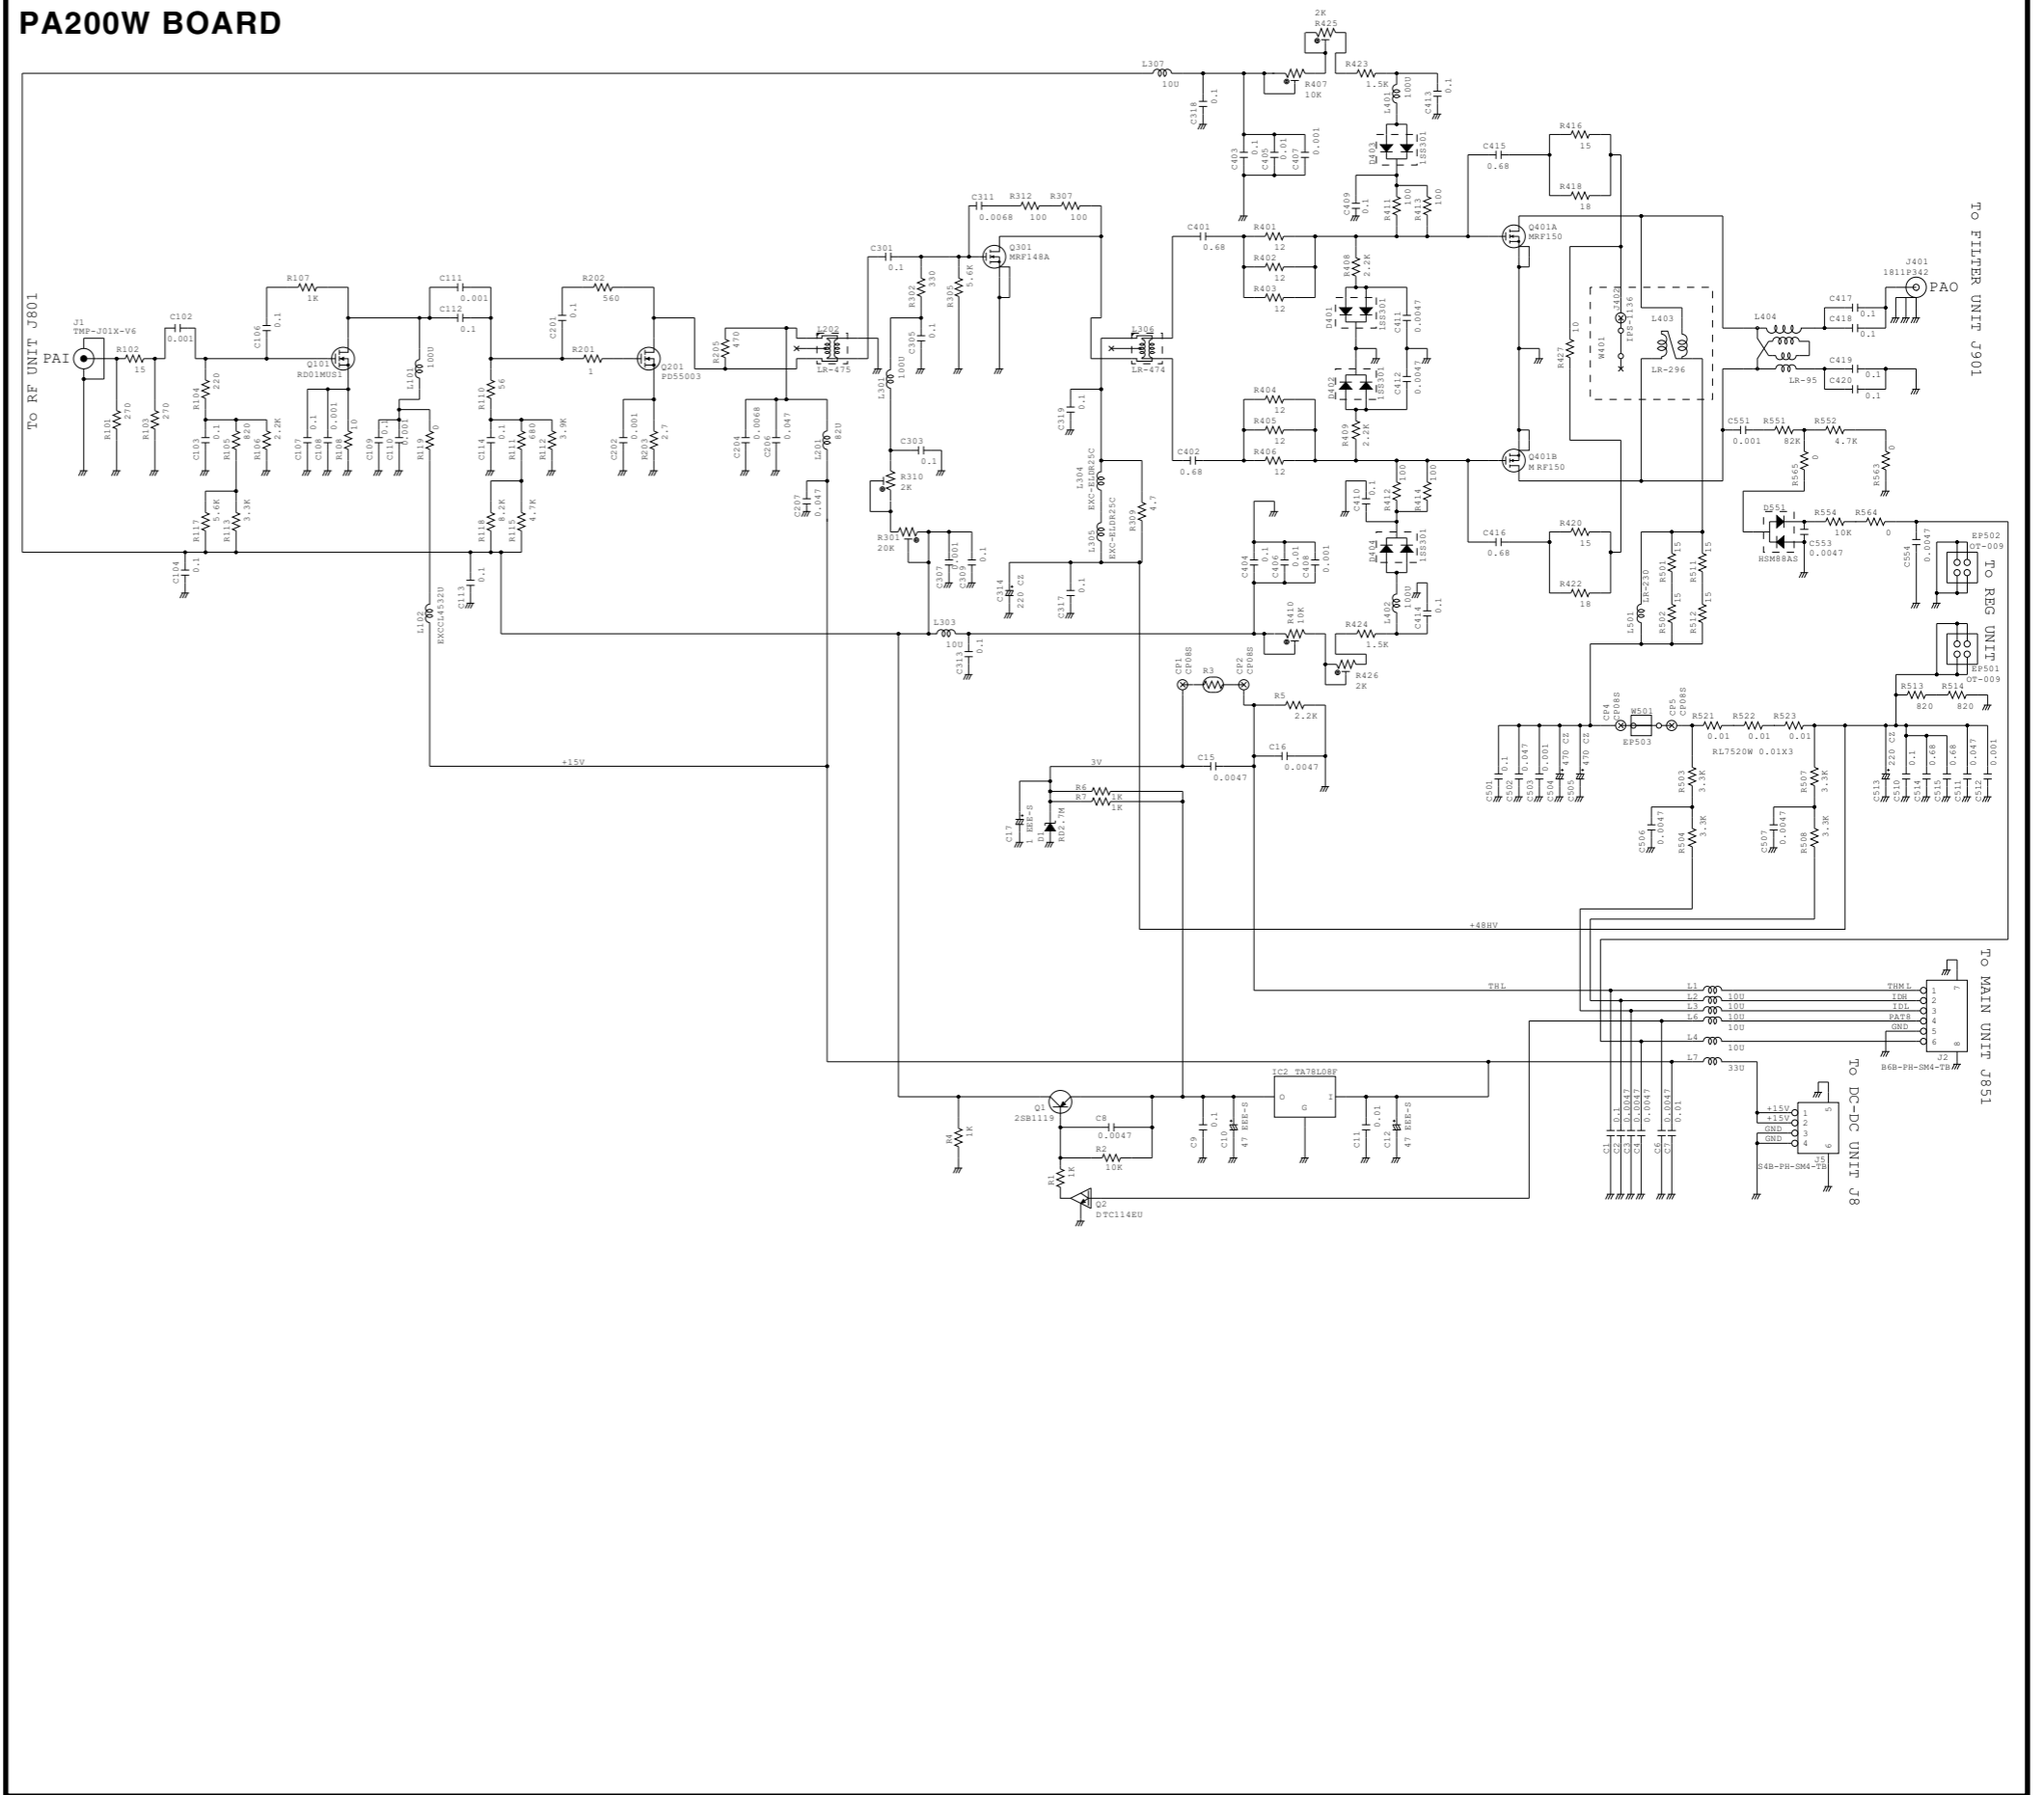 PA200W BOARD
2K
R425
L307
10U
R407
10K
R423
1.5K
L401
100U
C413
0.1
C318
0.1
C403
0.1
C405
0.01
C407
0.001
D403
1SS301
C409
0.1
R411
100
R413
100
C415
0.68
R416
15
R418
18
C311
0.0068
R312
100
R307
100
Q301
MRF148A
C301
0.1
R302
330
R305
5.6K
C305
0.1
L301
100U
C401
0.68
R401
12
R402
12
R403
12
R408
2.2K
D401
1SS301
C411
0.0047
Q401A
MRF150
TO FILTER UNIT J901
J401
1811P342
PAO
TO RF UNIT J801
J1
TMP-J01X-V6
PAI
R102
15
C102
0.001
R101
270
R103
270
R107
1K
C106
0.1
R104
220
Q101
RD01MUS1
L101
100U
C111
0.001
C112
0.1
R202
560
C201
0.1
R201
1
Q201
PD55003
R110
56
R205
470
L202
1
LR-475
L306
1
LR-474
D402
1SS301
C412
0.0047
R404
12
R405
12
R406
12
R409
2.2K
C402
0.68
Q401B
MRF150
R427
10
W401
J402
IPS-1136
L403
LR-296
L404
LR-95
C417
0.1
C418
0.1
C419
0.1
C420
0.1
C103
0.1
R105
820
R106
2.2K
C107
0.1
C108
0.001
R108
10
C109
0.1
C110
0.001
R119
0
C114
0.1
R111
680
R112
3.9K
C202
0.001
R203
2.7
C204
0.0068
C206
0.047
L201
82U
C207
0.047
C303
0.1
R310
2K
R301
20K
C307
0.001
C309
0.1
C319
0.1
L304
EXC-ELDR25C
L305
EXC-ELDR25C
R309
4.7
R117
5.6K
R113
3.3K
R118
8.2K
R115
4.7K
C104
0.1
C113
0.1
L102
EXCCL4532U
C314
220 CZ
C317
0.1
C404
0.1
C406
0.01
C408
0.001
C410
0.1
R412
100
R414
100
D404
1SS301
L402
100U
C414
0.1
C416
0.68
R420
15
R422
18
C551
0.001
R551
82K
R552
4.7K
R565
0
R563
0
D551
HSM88AS
C553
0.0047
R554
10K
R564
0
C554
0.0047
EP502
OT-009
TO REG UNIT
EP501
OT-009
L501
LR-230
R501
15
R502
15
R511
15
R512
15
L303
10U
C313
0.1
R410
10K
R424
1.5K
R426
2K
CP1
CP08S
R3
CP2
CP08S
R5
2.2K
C15
0.0047
C16
0.0047
R513
820
R514
820
CP4
CP08S
W501
EP503
CP5
CP08S
R521
0.01
R522
0.01
R523
0.01
RL7520W 0.01X3
C501
0.1
C502
0.047
C503
0.001
C504
470 CZ
C505
470 CZ
R503
3.3K
R504
3.3K
C506
0.0047
R507
3.3K
R508
3.3K
C507
0.0047
C513
220 CZ
C510
0.1
C514
0.68
C515
0.68
C511
0.047
C512
0.001
+15V
3V
R6
1K
R7
1K
C17
1 EEE-S
D1
RD2.7M
+48HV
THL
L1
L2
10U
L3
10U
L6
10U
10U
L4
10U
L7
33U
THML
IDH
IDL
PAT8
GND
1
2
3
4
5
6
7
8
J2
B6B-PH-SM4-TB
TO MAIN UNIT J851
+15V
+15V
GND
GND
1
2
3
4
5
6
J5
S4B-PH-SM4-TB
TO DC-DC UNIT J8
C1
0.1
C2
0.0047
C3
0.0047
C4
0.0047
C6
0.0047
C7
0.01
IC2 TA78L08F
O
I
G
Q1
2SB1119
R4
1K
C8
0.0047
R2
10K
R1
1K
Q2
DTC114EU
C9
0.1
C10
47 EEE-S
C11
0.01
C12
47 EEE-S